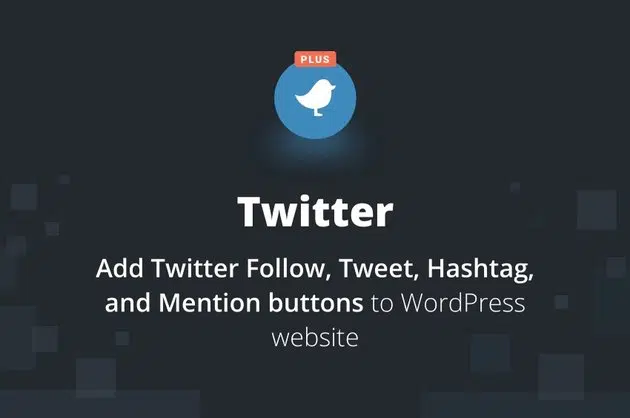 PLUS
Twitter
Add Twitter Follow, Tweet, Hashtag,
and Mention buttons to WordPress
website